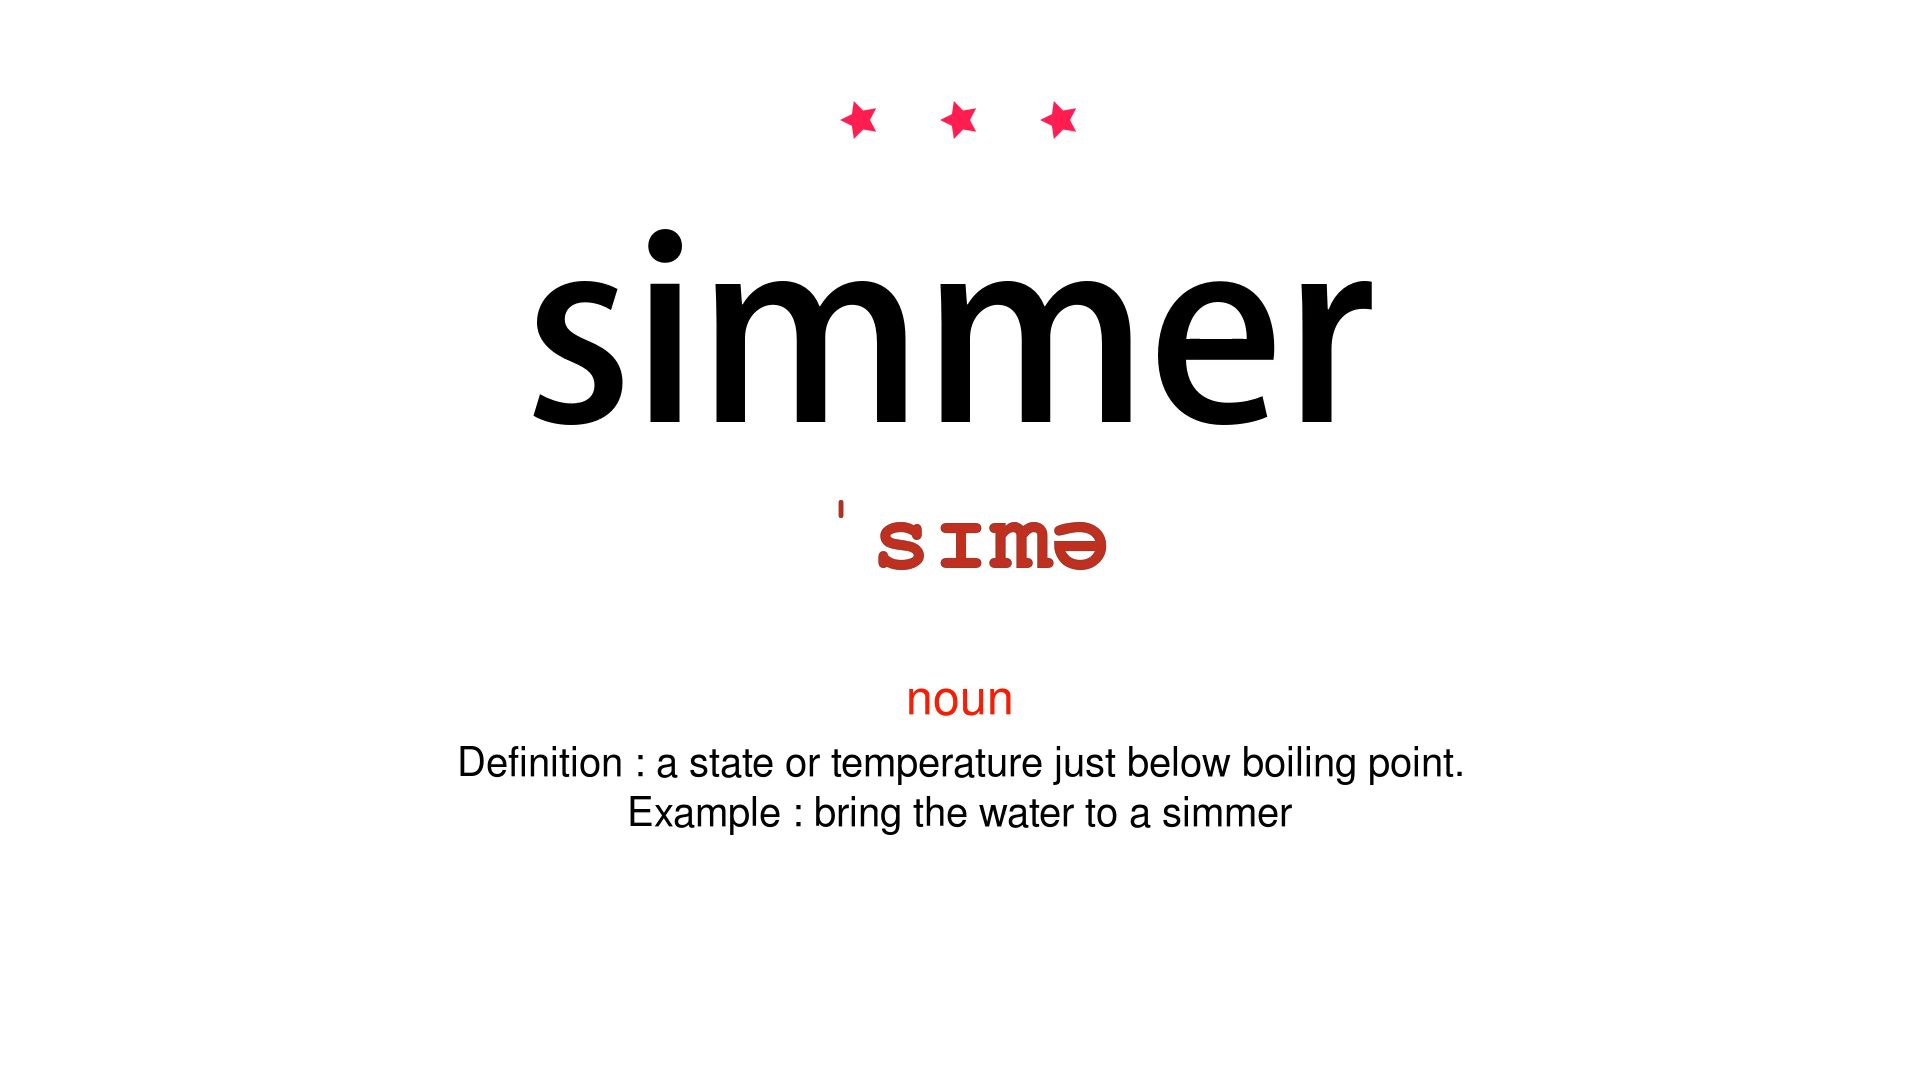 simmer
ˈsɪmə
noun
Definition : a state or temperature just below boiling point.
Example : bring the water to a simmer